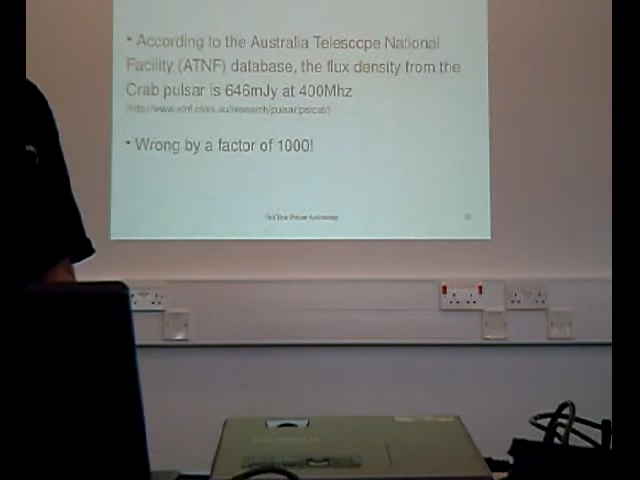 • According to the Australia Telescope National
Facility (ATNF) database, the flux density from the
Crab pulsar is 646mJy at 400Mhz
• Wrong by a factor of 1000!